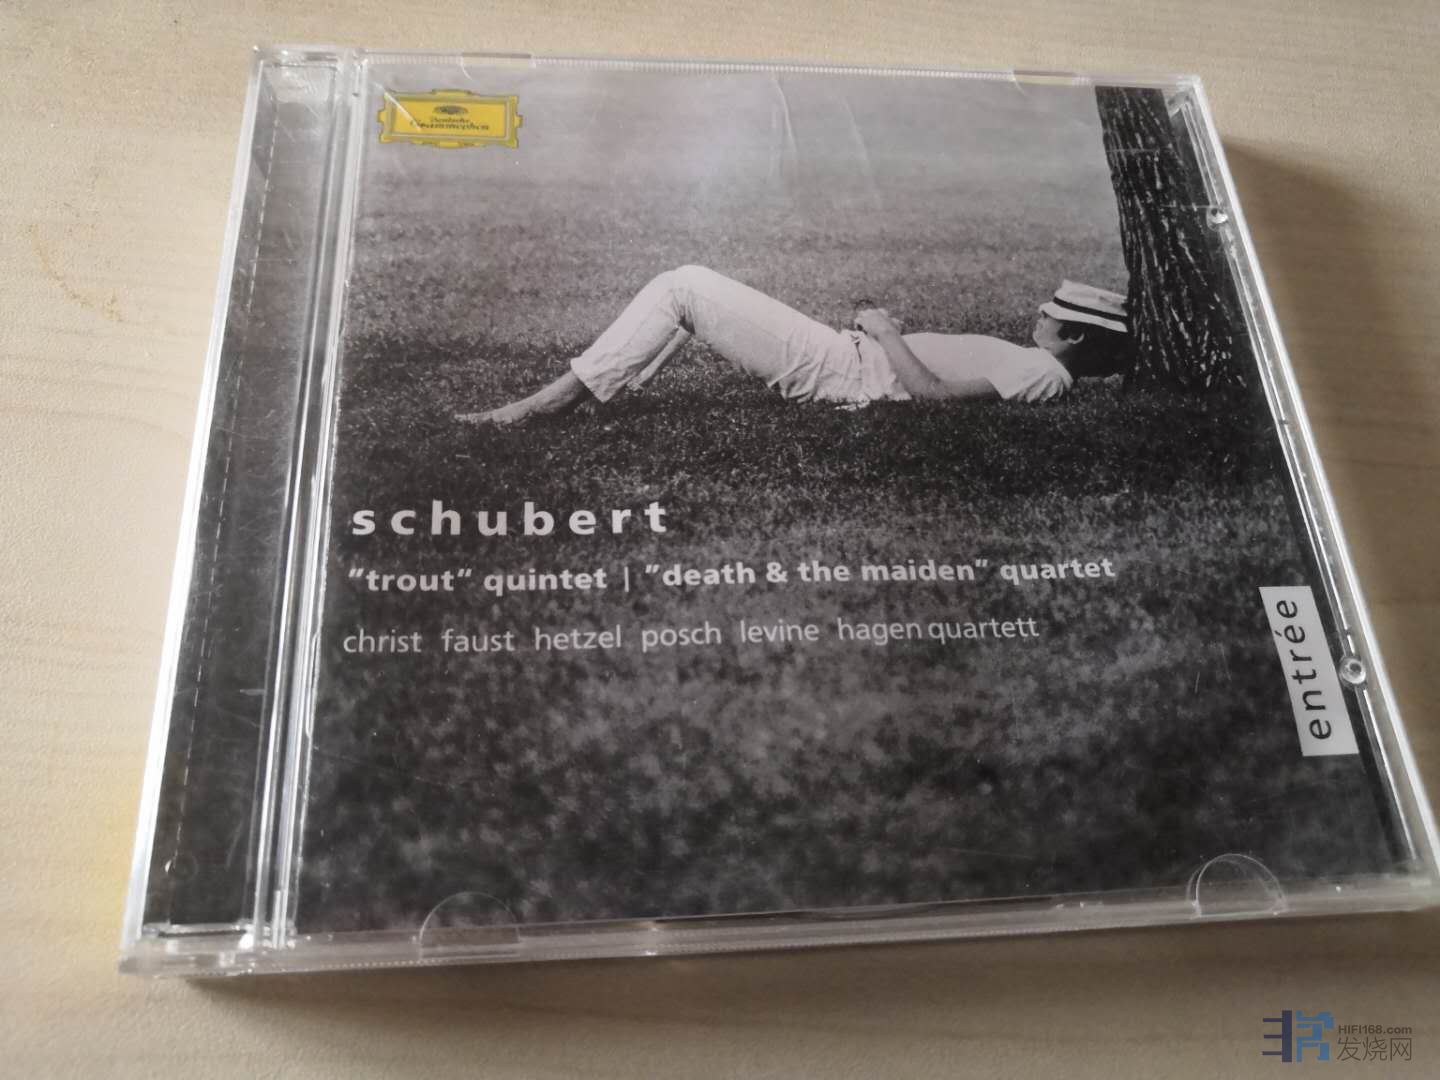 Deutsche
Grammophon
schubert
"trout" quintet | "death & the maiden" quartet
christ faust hetzel posch levine hagen quartett
entrée
HIFI168.com
发烧网